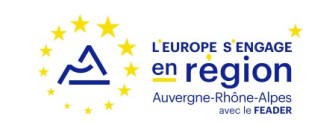 L'EUROPE S'ENGAGE
en région
Auvergne-Rhône-Alpes
avec le FEADER